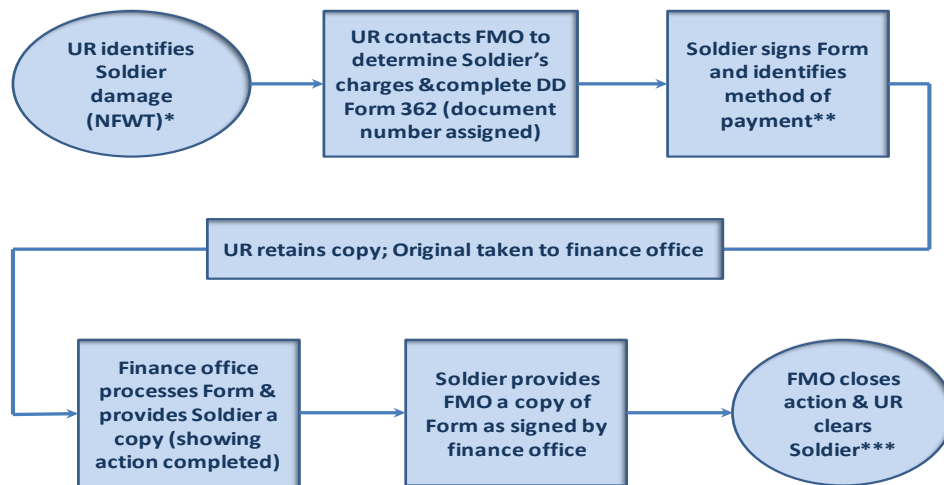 UR identifies
Soldier
damage
(NFWT)*
UR contacts FMO to
determine Soldier's
charges &complete DD
Form 362 (document
number assigned)
Soldier signs Form
and identifies
method of
payment**
UR retains copy; Original taken to finance office
Finance office
processes Form &
provides Soldier a
copy (showing
action completed)
Soldier provides
FMO a copy of
Form as signed by
finance office
FMO closes
action & UR
clears
Soldier***